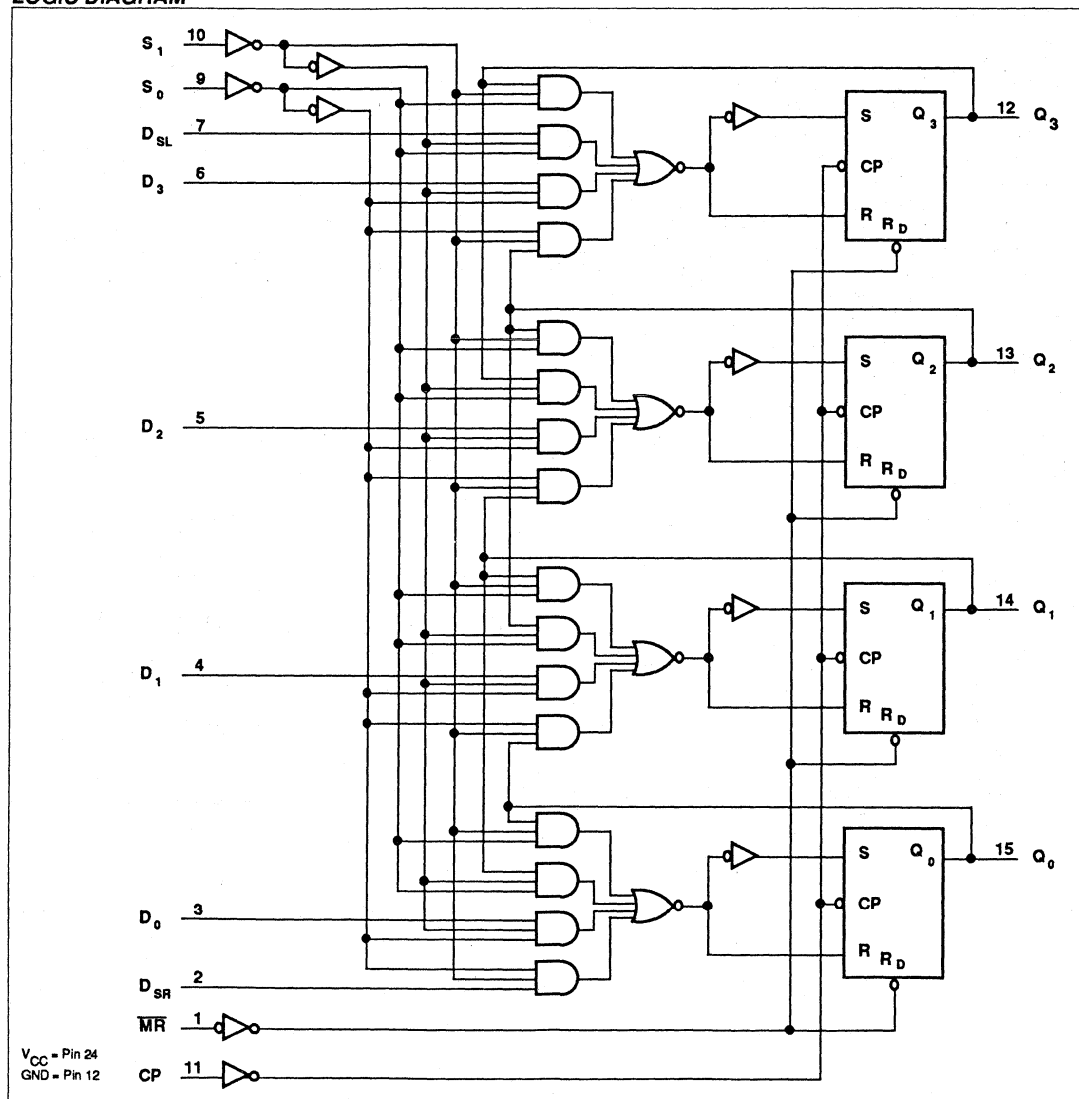 LOGIC DIAGRAM
S1 10
S0 9
DSL 7
D3 6
S Q3 12 Q3
CP
R RD
S Q2 13 Q2
CP
R RD
D2 5
S Q1 14 Q1
CP
R RD
D1 4
S Q0 15 Q0
CP
R RD
D0 3
DSR 2
MR 1
VCC = Pin 24
GND = Pin 12
CP 11